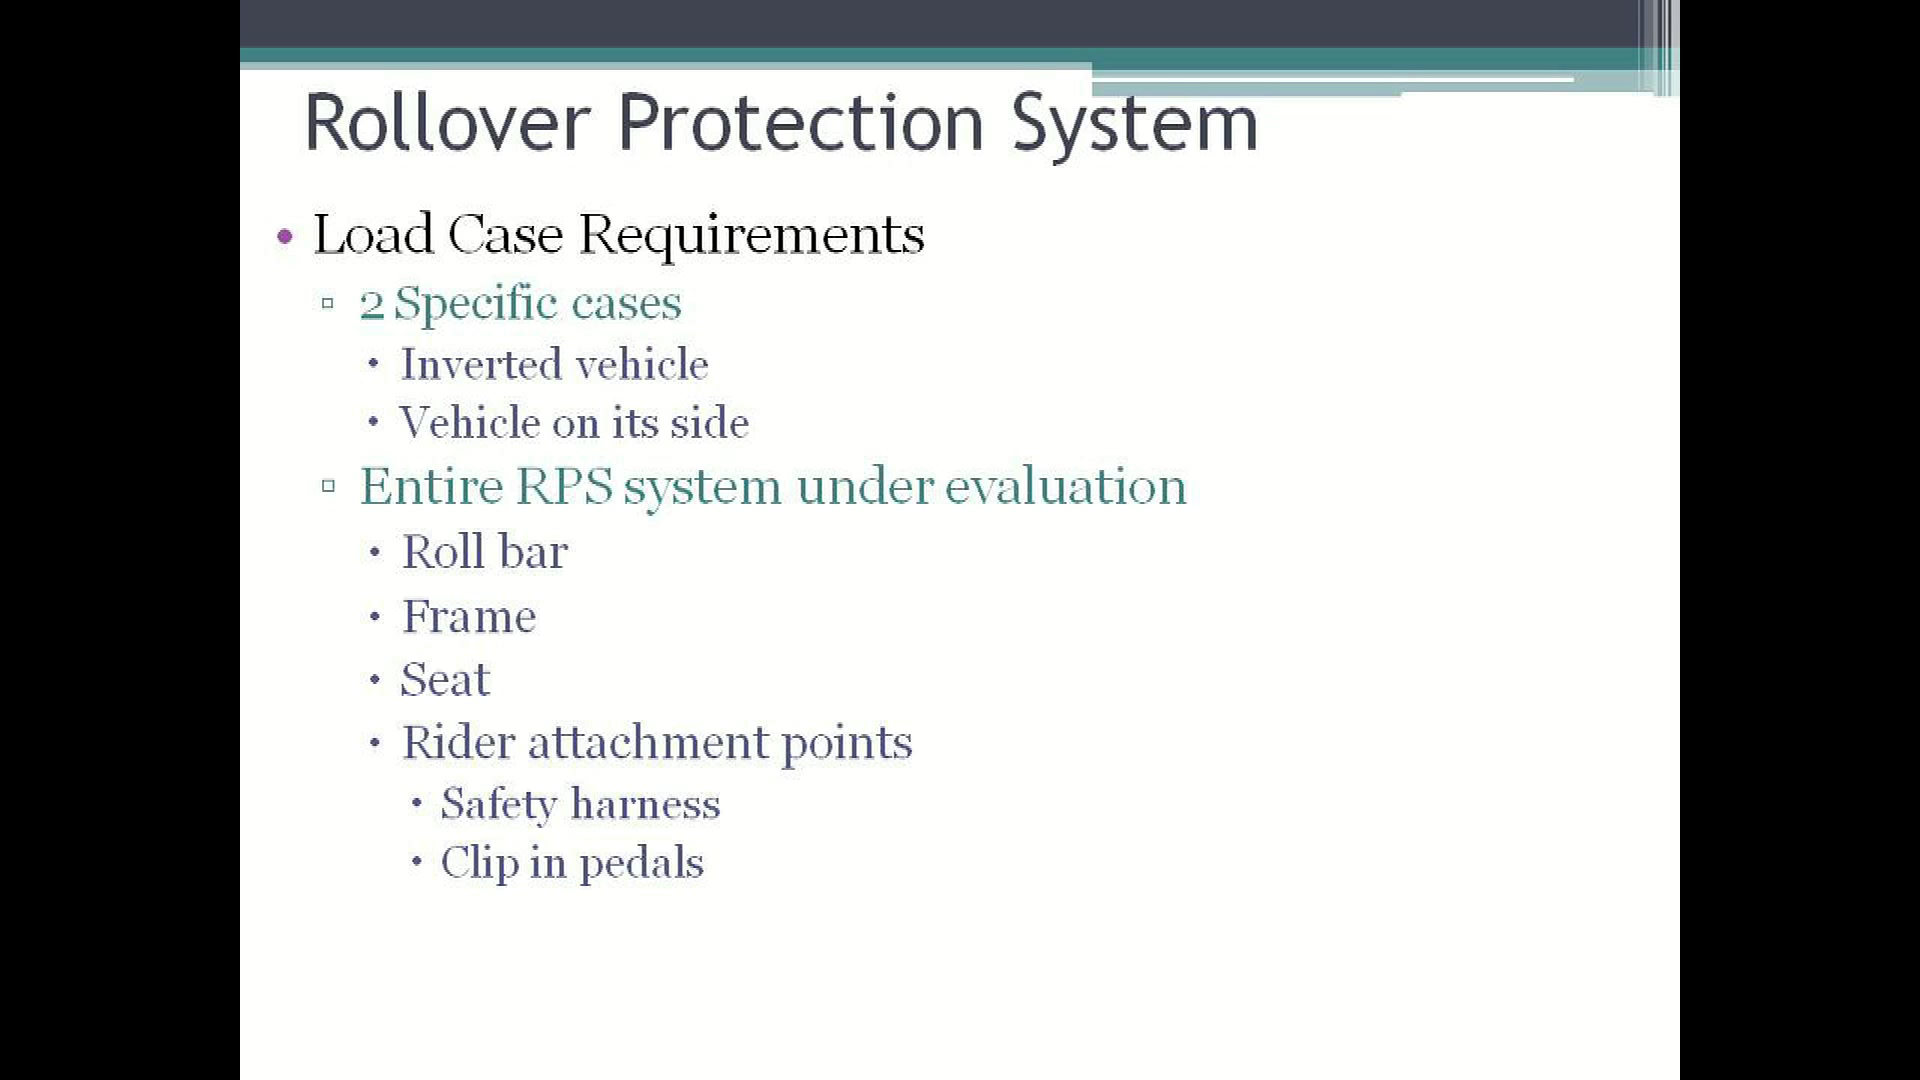 Rollover Protection System
• Load Case Requirements
▫ 2 Specific cases
▪ Inverted vehicle
▪ Vehicle on its side
▫ Entire RPS system under evaluation
▪ Roll bar
▪ Frame
▪ Seat
▪ Rider attachment points
• Safety harness
• Clip in pedals